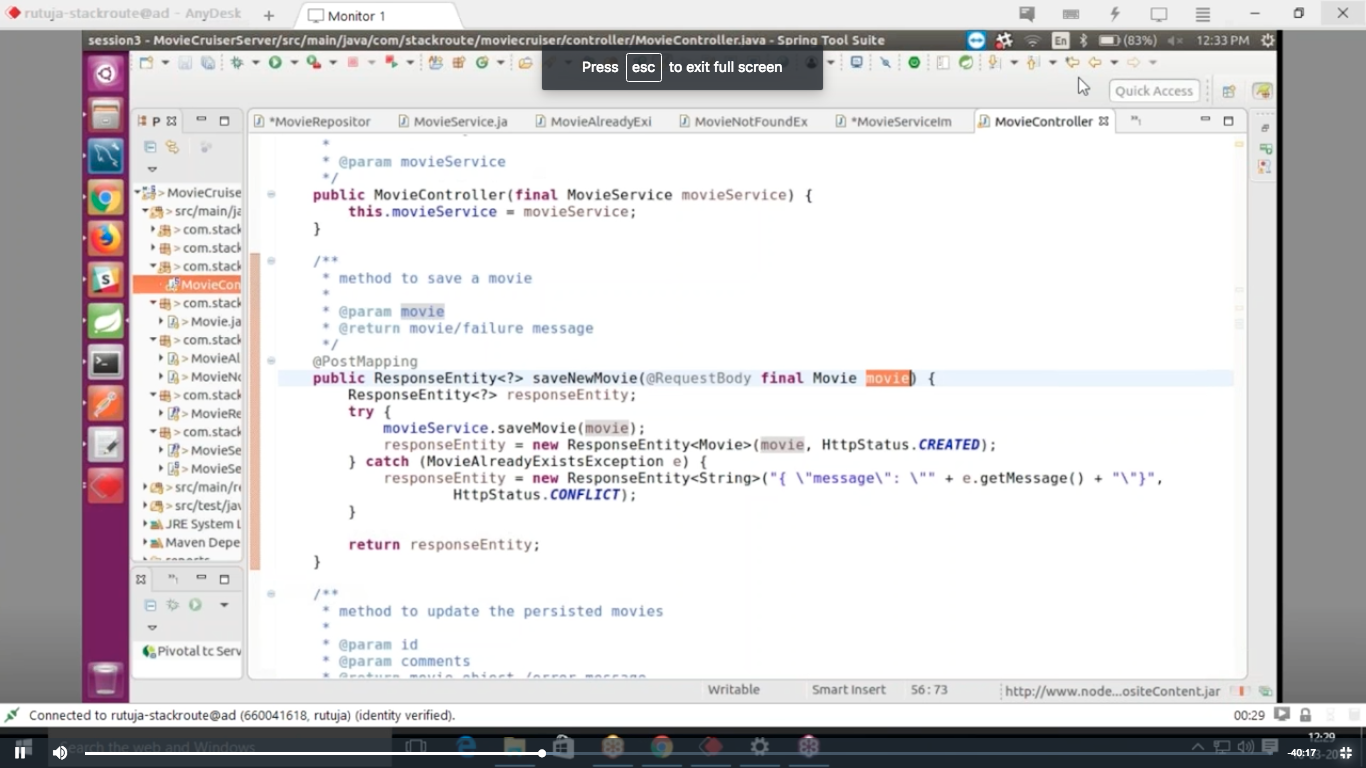 rutuja-stackroute@ad - AnyDesk
Monitor 1
session3 - MovieCruiserServer/src/main/java/com/stackroute/moviecruiser/controller/MovieController.java - Spring Tool Suite
En
(83%)
12:33 PM
Press esc to exit full screen
Quick Access
P
*MovieRepositor
MovieService.ja
MovieAlreadyExi
MovieNotFoundEx
*MovieServiceIm
MovieController
> MovieCruise
> src/main/ja
> com.stack
> com.stack
> com.stack
MovieCon
> com.stack
> Movie.ja
> com.stack
> MovieAl
> MovieNo
> com.stack
> MovieRe
> com.stack
> MovieSe
> MovieSe
> src/main/re
> src/test/jav
JRE System L
Maven Depe
reports
Pivotal tc Serv
*
* @param movieService
*/
public MovieController(final MovieService movieService) {
this.movieService = movieService;
}
/**
* method to save a movie
*
* @param movie
* @return movie/failure message
*/
@PostMapping
public ResponseEntity<?> saveNewMovie(@RequestBody final Movie movie) {
ResponseEntity<?> responseEntity;
try {
movieService.saveMovie(movie);
responseEntity = new ResponseEntity<Movie>(movie, HttpStatus.CREATED);
} catch (MovieAlreadyExistsException e) {
responseEntity = new ResponseEntity<String>("{ \"message\": \"" + e.getMessage() + "\"}",
HttpStatus.CONFLICT);
}
return responseEntity;
}
/**
* method to update the persisted movies
*
* @param id
* @param comments
* @return movie object /error message
Writable
Smart Insert
56:73
http://www.node...ositeContent.jar
Connected to rutuja-stackroute@ad (660041618, rutuja) (identity verified).
00:29
Search the web and Windows
12:29
-40:17